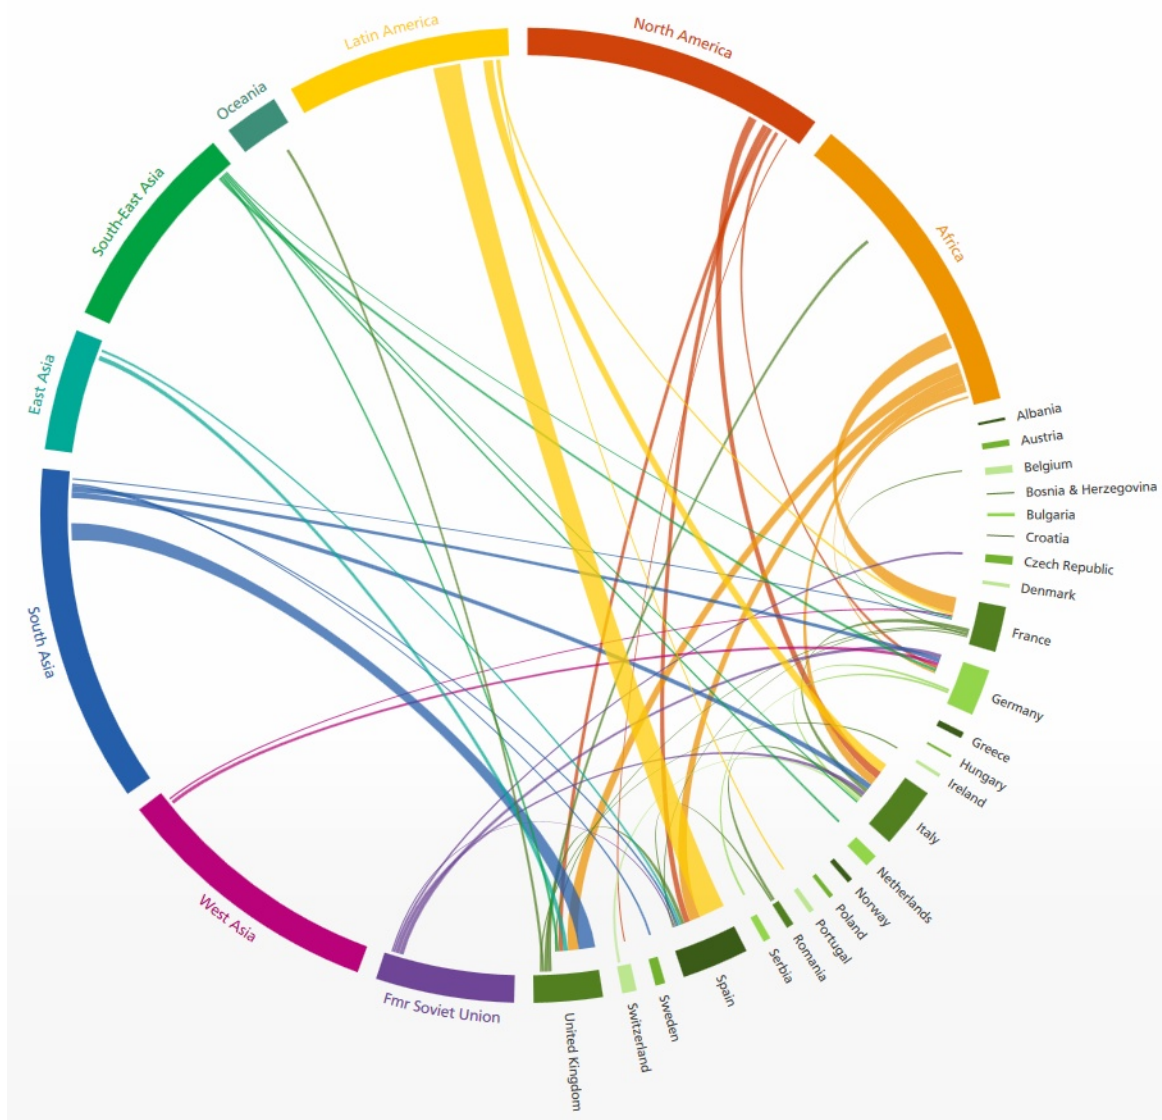 North America
Africa
Albania
Austria
Belgium
Bosnia & Herzegovina
Bulgaria
Croatia
Czech Republic
Denmark
France
Germany
Greece
Hungary
Ireland
Italy
Netherlands
Norway
Poland
Portugal
Romania
Serbia
Spain
Sweden
Switzerland
United Kingdom
Fmr Soviet Union
West Asia
South Asia
East Asia
South-East Asia
Oceania
Latin America